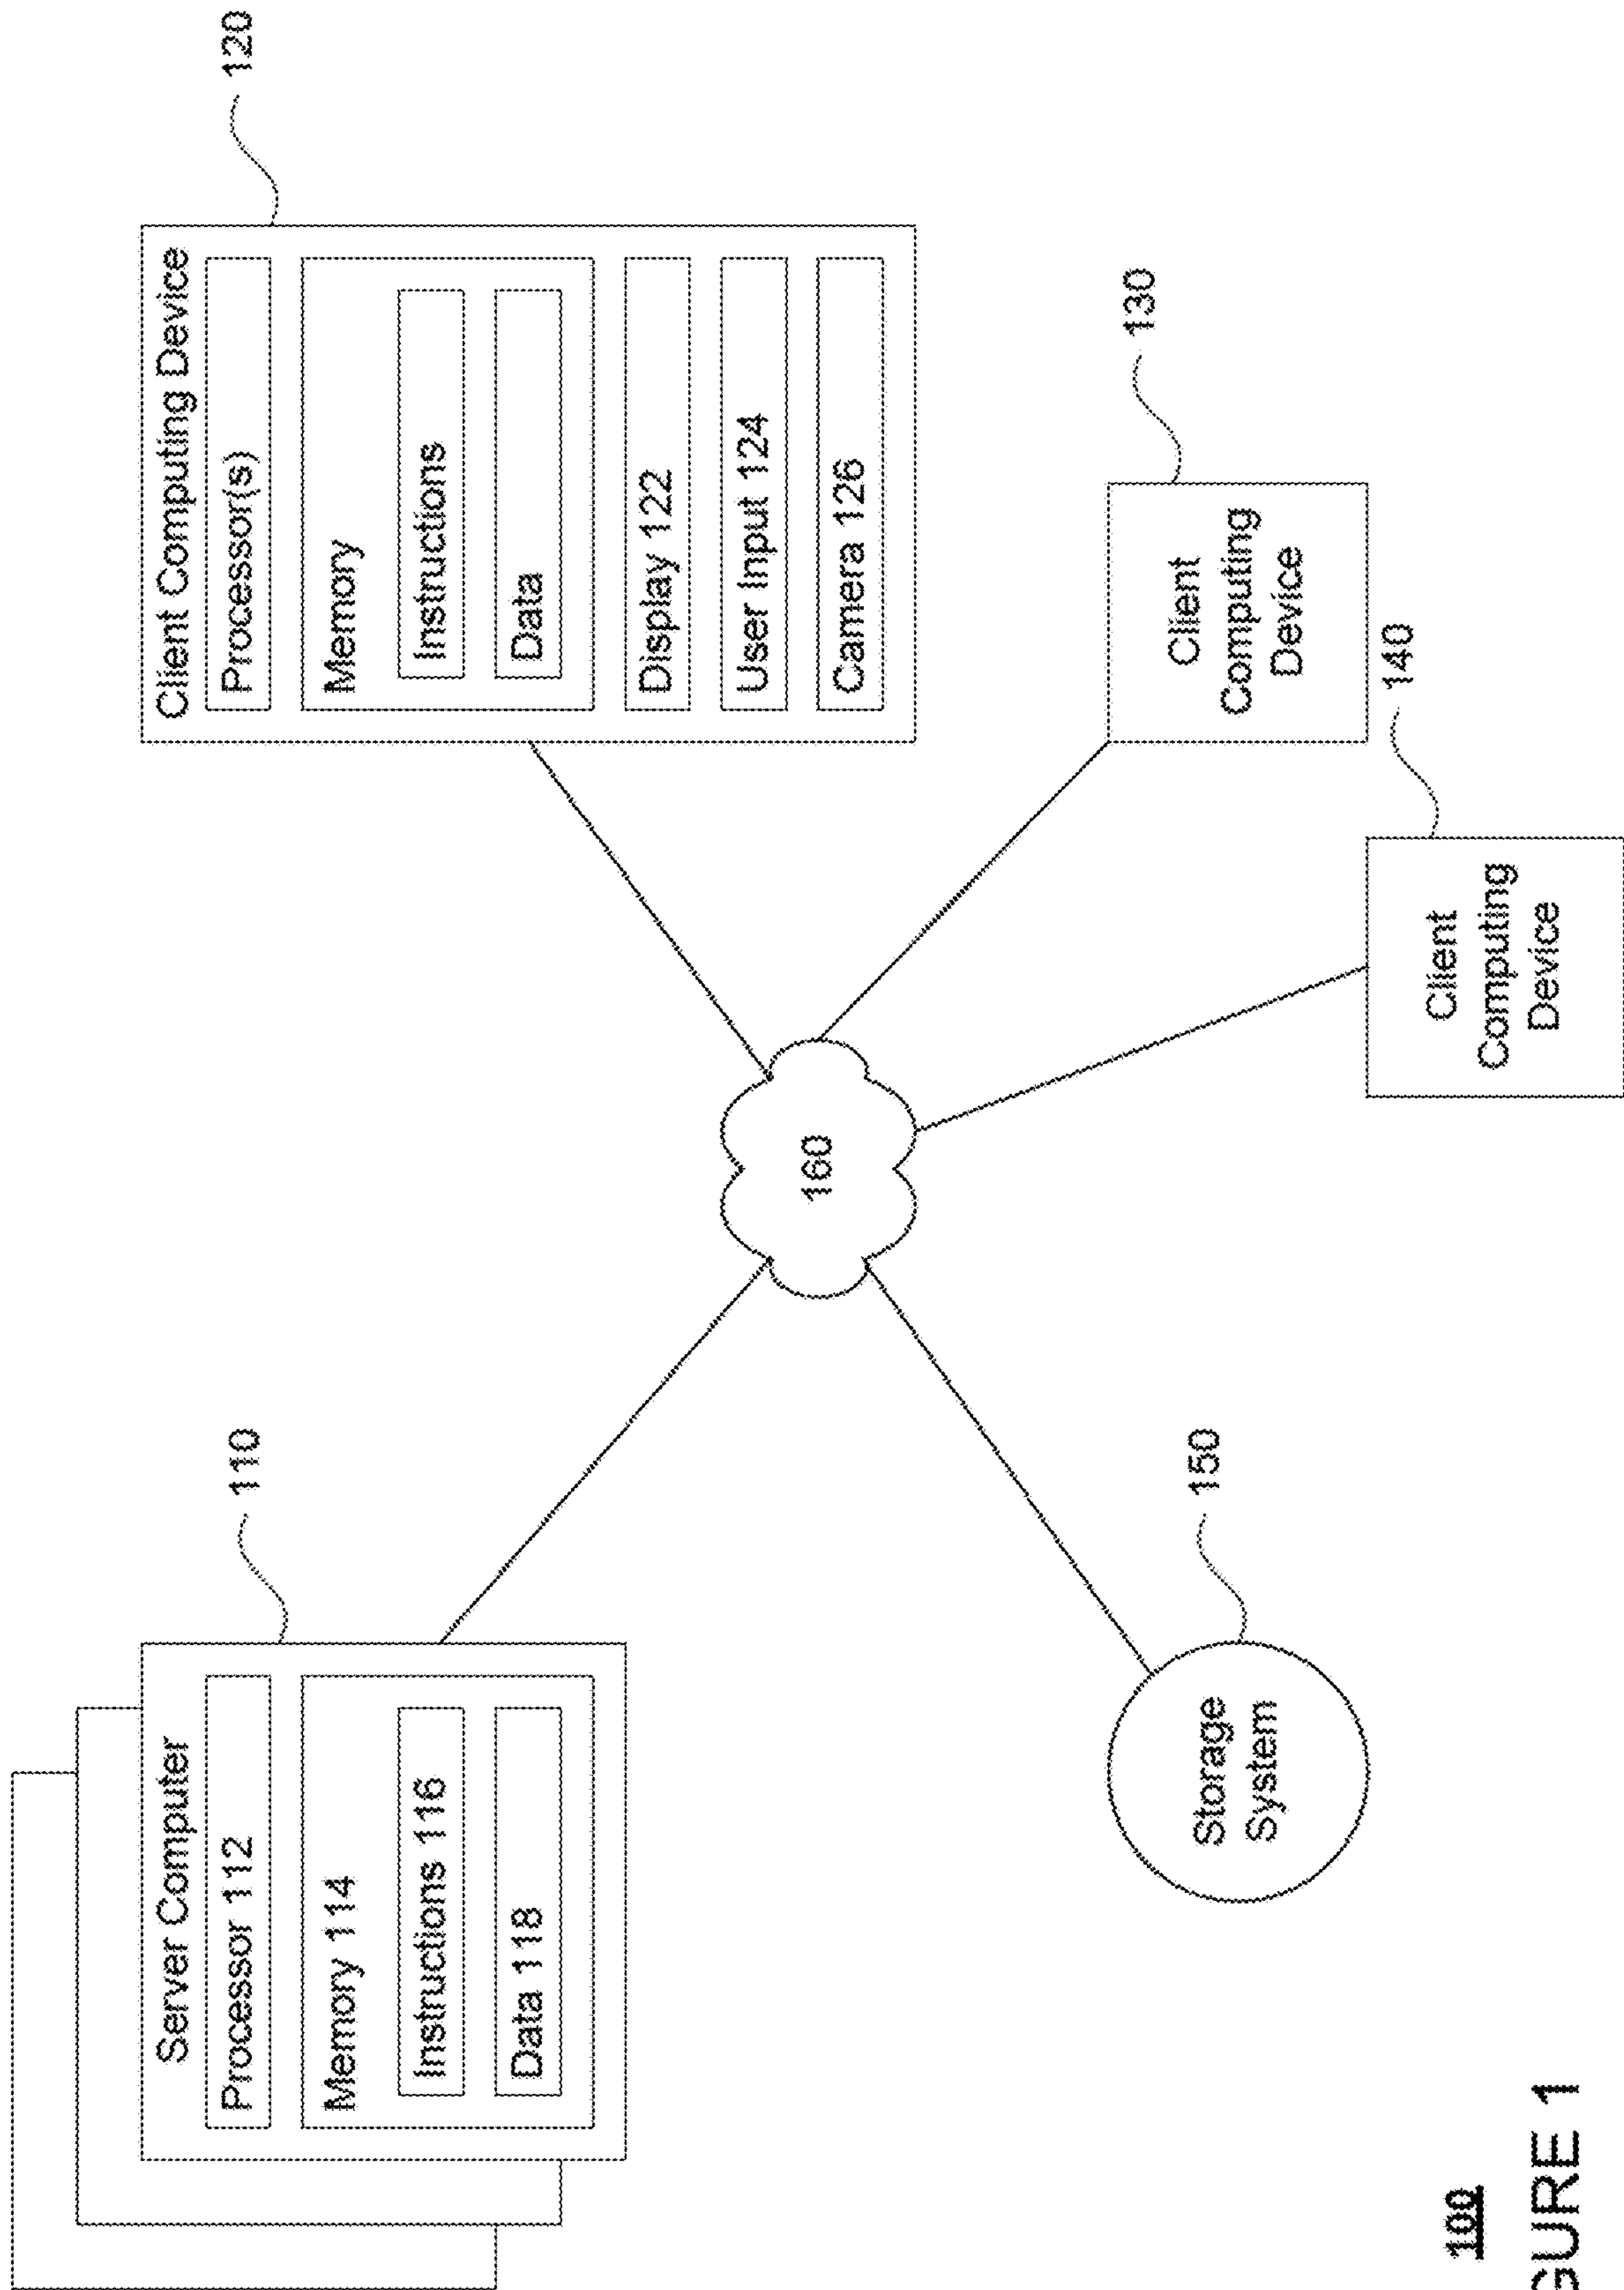 110
Server Computer
Processor 112
Memory 114
Instructions 116
Data 118
120
Client Computing Device
Processor(s)
Memory
Instructions
Data
Display 122
User Input 124
Camera 126
160
130
Client
Computing
Device
140
Client
Computing
Device
150
Storage
System
100
GURE 1